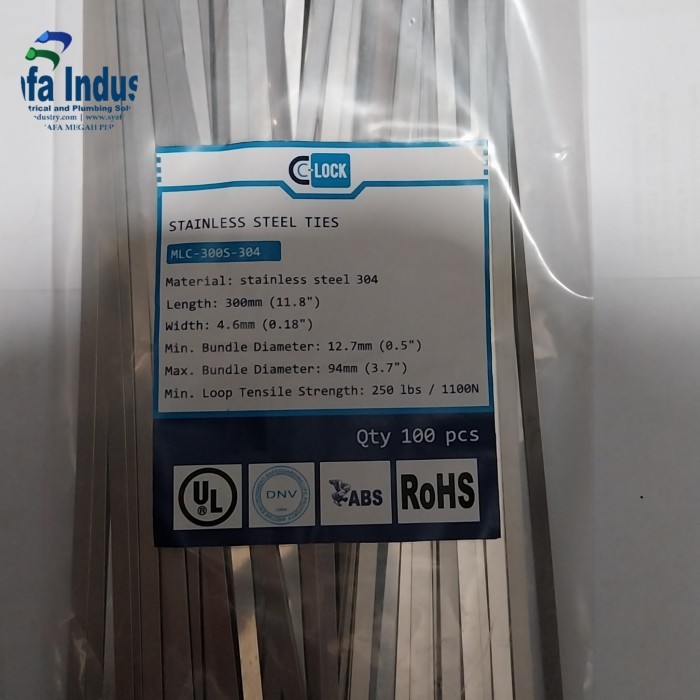 afa Indus
trical and Plumbing Sol
dustry.com | www.syaf
AFA MEGAH PER
C-LOCK
STAINLESS STEEL TIES
MLC-300S-304
Material: stainless steel 304
Length: 300mm (11.8")
Width: 4.6mm (0.18")
Min. Bundle Diameter: 12.7mm (0.5")
Max. Bundle Diameter: 94mm (3.7")
Min. Loop Tensile Strength: 250 lbs / 1100N
Qty 100 pcs
UL
®
DNV
ABS
RoHS